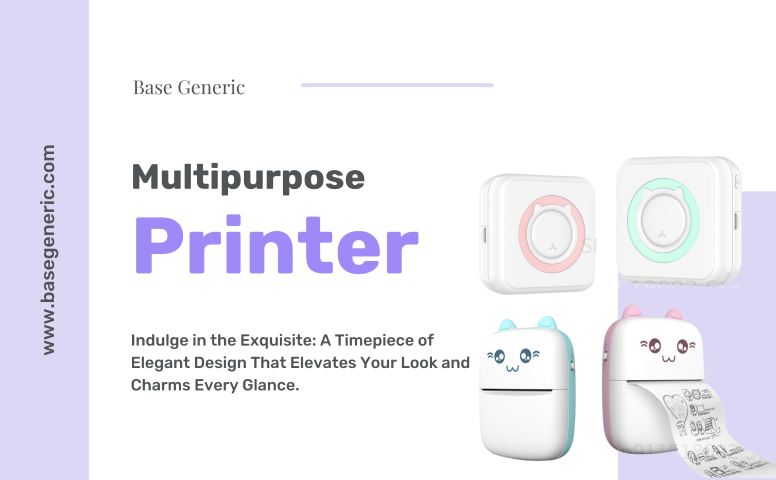 Base Generic
www.basegeneric.com
Multipurpose
Printer
Indulge in the Exquisite: A Timepiece of
Elegant Design That Elevates Your Look and
Charms Every Glance.